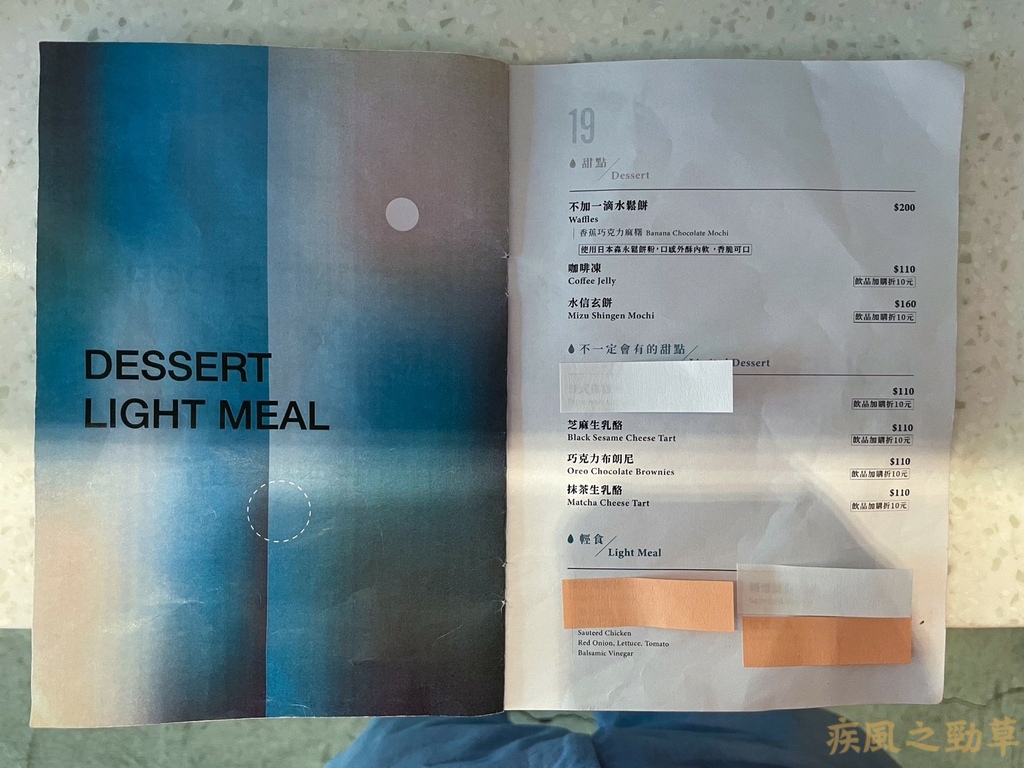 DESSERT
LIGHT MEAL
19
甜點
Dessert
不加一滴水鬆餅 $200
Waffles
香蕉巧克力麻糬 Banana Chocolate Mochi
使用日本森永鬆餅粉，口感外酥內軟，香脆可口
咖啡凍 $110
Coffee Jelly 飲品加購折10元
水信玄餅 $160
Mizu Shingen Mochi 飲品加購折10元
不一定會有的甜點
Dessert
$110
飲品加購折10元
芝麻生乳酪 $110
Black Sesame Cheese Tart 飲品加購折10元
巧克力布朗尼 $110
Oreo Chocolate Brownies 飲品加購折10元
抹茶生乳酪 $110
Matcha Cheese Tart 飲品加購折10元
輕食
Light Meal
Sauteed Chicken
Red Onion, Lettuce, Tomato
Balsamic Vinegar
疾風之勁草